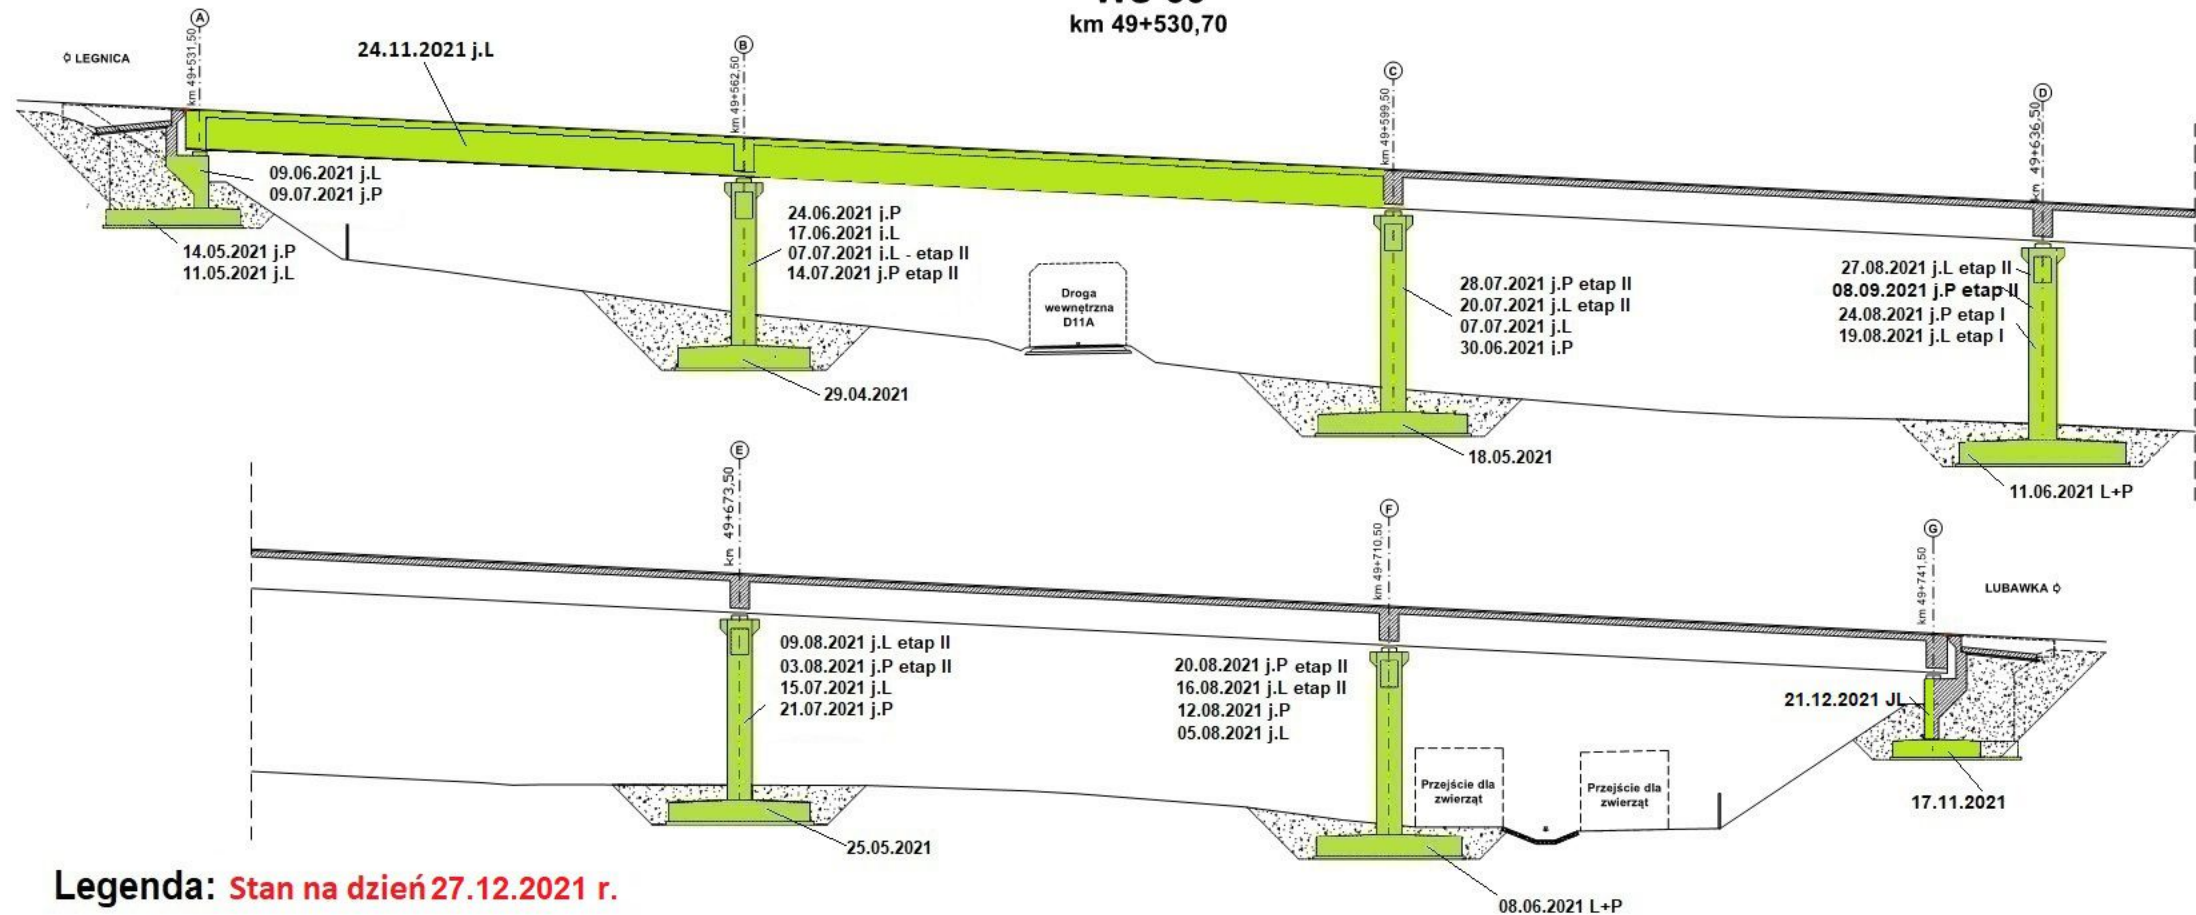 km 49+530,70
A
B
C
D
km 49+531,50
km 49+562,50
km 49+599,50
km 49+636,50
LEGNICA
24.11.2021 j.L
09.06.2021 j.L
09.07.2021 j.P
14.05.2021 j.P
11.05.2021 j.L
24.06.2021 j.P
17.06.2021 j.L
07.07.2021 j.L - etap II
14.07.2021 j.P etap II
29.04.2021
Droga
wewnętrzna
D11A
28.07.2021 j.P etap II
20.07.2021 j.L etap II
07.07.2021 j.L
30.06.2021 j.P
18.05.2021
27.08.2021 j.L etap II
08.09.2021 j.P etap II
24.08.2021 j.P etap I
19.08.2021 j.L etap I
11.06.2021 L+P
E
F
G
km 49+673,50
km 49+710,50
km 49+741,50
LUBAWKA
09.08.2021 j.L etap II
03.08.2021 j.P etap II
15.07.2021 j.L
21.07.2021 j.P
25.05.2021
20.08.2021 j.P etap II
16.08.2021 j.L etap II
12.08.2021 j.P
05.08.2021 j.L
Przejście dla
zwierząt
Przejście dla
zwierząt
08.06.2021 L+P
21.12.2021 JL
17.11.2021
Legenda: Stan na dzień 27.12.2021 r.